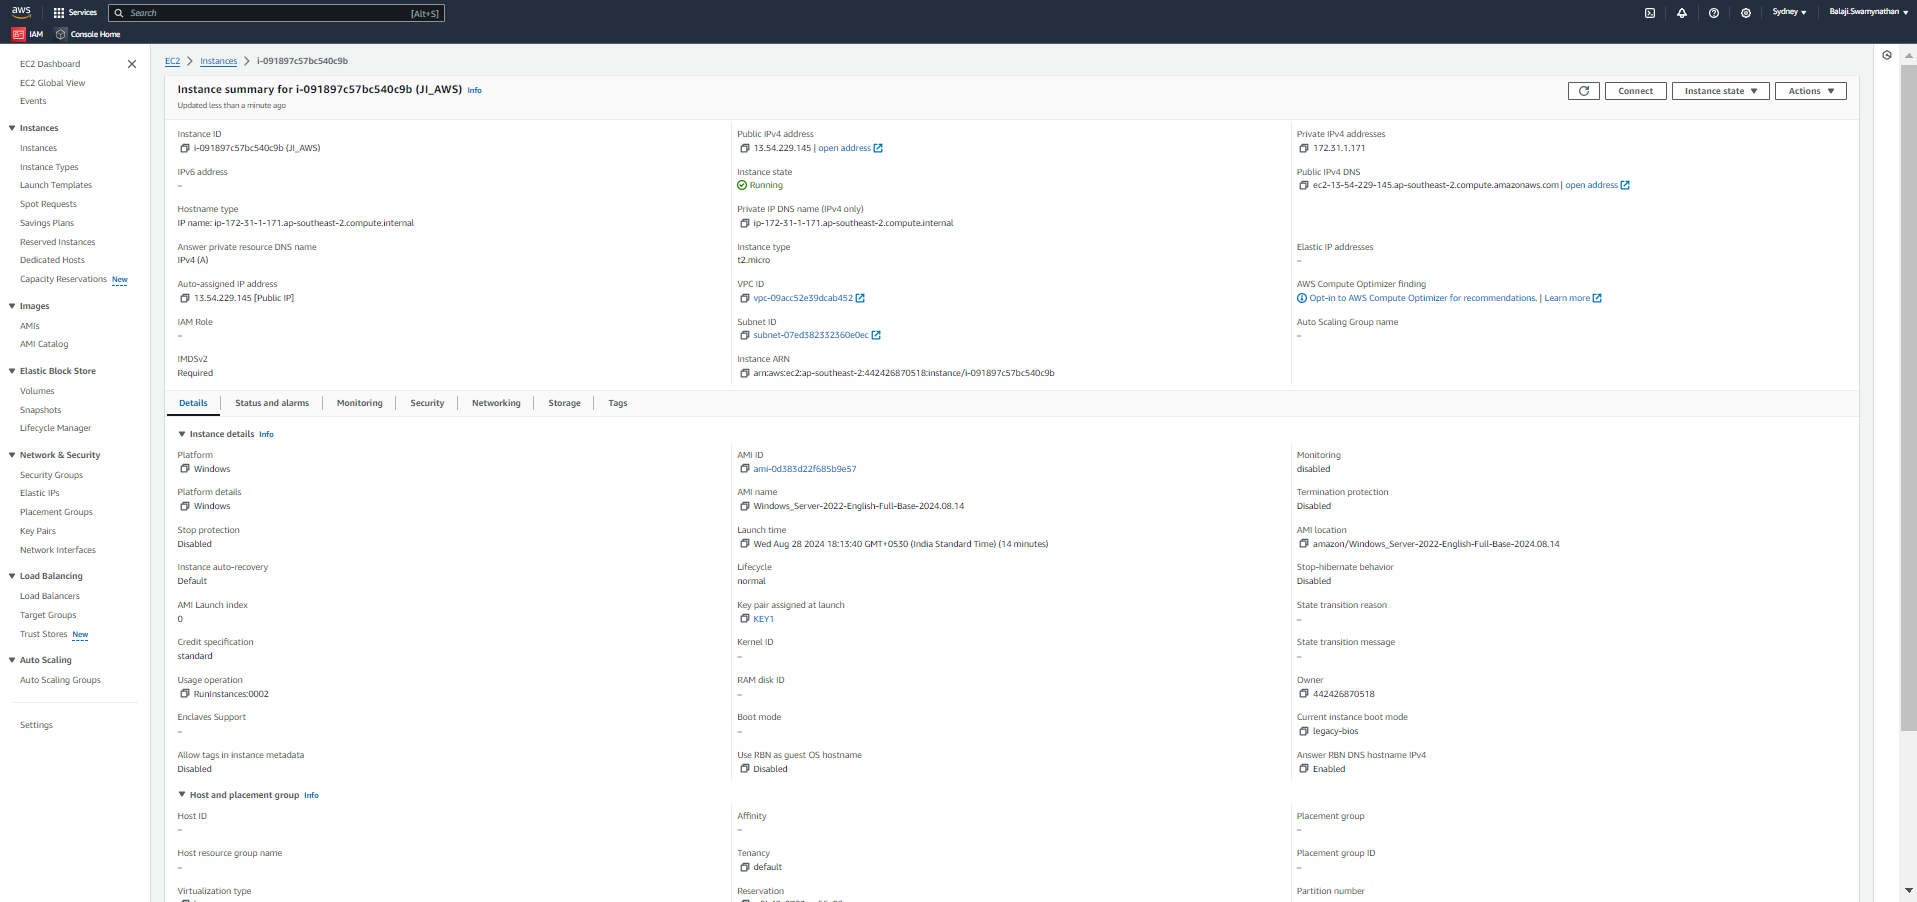 aws
Services
Search
[Alt+S]
Sydney
Balaji.Swamynathan
IAM
Console Home
EC2 Dashboard
EC2 Global View
Events
Instances
Instances
Instance Types
Launch Templates
Spot Requests
Savings Plans
Reserved Instances
Dedicated Hosts
Capacity Reservations New
Images
AMIs
AMI Catalog
Elastic Block Store
Volumes
Snapshots
Lifecycle Manager
Network & Security
Security Groups
Elastic IPs
Placement Groups
Key Pairs
Network Interfaces
Load Balancing
Load Balancers
Target Groups
Trust Stores New
Auto Scaling
Auto Scaling Groups
Settings
EC2 > Instances > i-091897c57bc540c9b
Instance summary for i-091897c57bc540c9b (JI_AWS) Info
Updated less than a minute ago
Connect
Instance state
Actions
Instance ID
i-091897c57bc540c9b (JI_AWS)
Public IPv4 address
13.54.229.145 | open address
Private IPv4 addresses
172.31.1.171
IPv6 address
–
Instance state
Running
Public IPv4 DNS
ec2-13-54-229-145.ap-southeast-2.compute.amazonaws.com | open address
Hostname type
IP name: ip-172-31-1-171.ap-southeast-2.compute.internal
Private IP DNS name (IPv4 only)
ip-172-31-1-171.ap-southeast-2.compute.internal
Answer private resource DNS name
IPv4 (A)
Instance type
t2.micro
Elastic IP addresses
–
Auto-assigned IP address
13.54.229.145 [Public IP]
VPC ID
vpc-09acc52e39dcab452
AWS Compute Optimizer finding
Opt-in to AWS Compute Optimizer for recommendations. | Learn more
IAM Role
–
Subnet ID
subnet-07ed382332360e0ec
Auto Scaling Group name
–
IMDSv2
Required
Instance ARN
arn:aws:ec2:ap-southeast-2:442426870518:instance/i-091897c57bc540c9b
Details
Status and alarms
Monitoring
Security
Networking
Storage
Tags
Instance details Info
Platform
Windows
AMI ID
ami-0d383d22f685b9e57
Monitoring
disabled
Platform details
Windows
AMI name
Windows_Server-2022-English-Full-Base-2024.08.14
Termination protection
Disabled
Stop protection
Disabled
Launch time
Wed Aug 28 2024 18:13:40 GMT+0530 (India Standard Time) (14 minutes)
AMI location
amazon/Windows_Server-2022-English-Full-Base-2024.08.14
Instance auto-recovery
Default
Lifecycle
normal
Stop-hibernate behavior
Disabled
AMI Launch index
0
Key pair assigned at launch
KEY1
State transition reason
–
Credit specification
standard
Kernel ID
–
State transition message
–
Usage operation
RunInstances:0002
RAM disk ID
–
Owner
442426870518
Enclaves Support
–
Boot mode
–
Current instance boot mode
legacy-bios
Allow tags in instance metadata
Disabled
Use RBN as guest OS hostname
Disabled
Answer RBN DNS hostname IPv4
Enabled
Host and placement group Info
Host ID
–
Affinity
–
Placement group
–
Host resource group name
–
Tenancy
default
Placement group ID
–
Virtualization type
Reservation
Partition number